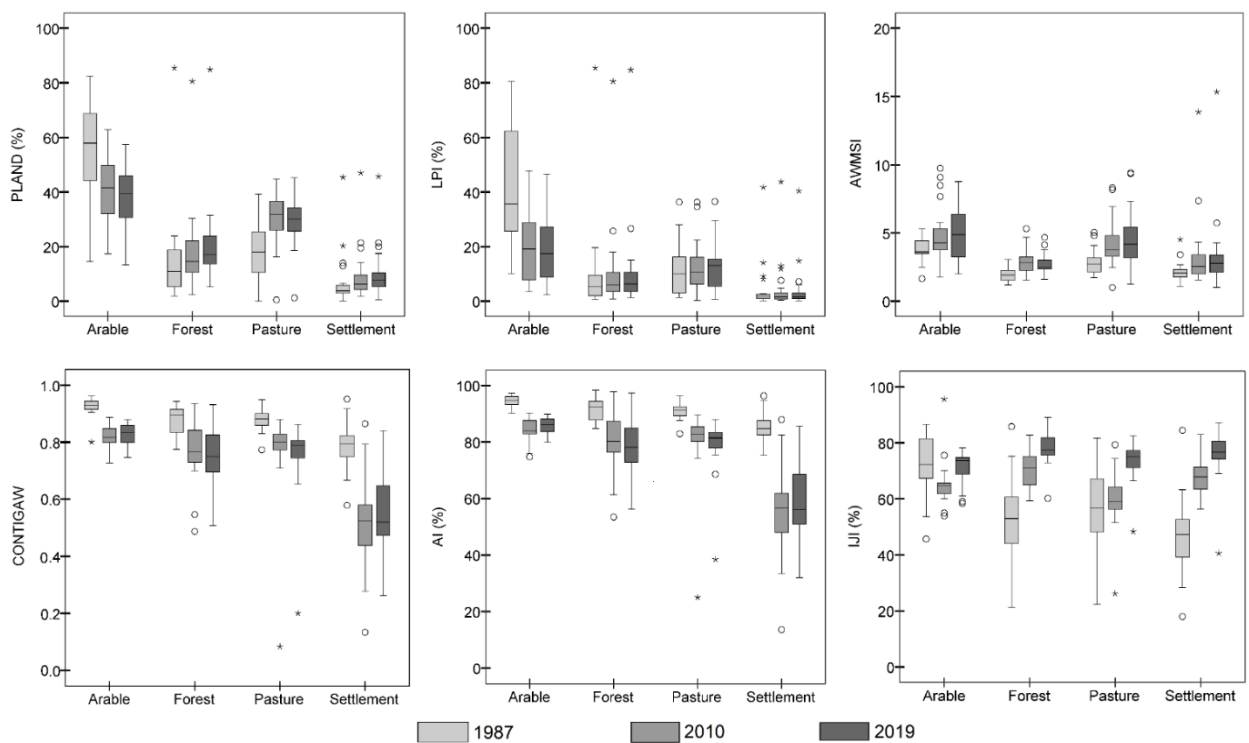 PLAND (%)
100
80
60
40
20
0
Arable Forest Pasture Settlement
LPI (%)
100
80
60
40
20
0
Arable Forest Pasture Settlement
AWMSI
20
15
10
5
0
Arable Forest Pasture Settlement
CONTIGAW
1.0
0.8
0.6
0.4
0.2
0.0
Arable Forest Pasture Settlement
AI (%)
100
80
60
40
20
0
Arable Forest Pasture Settlement
IJI (%)
100
80
60
40
20
0
Arable Forest Pasture Settlement
1987 2010 2019